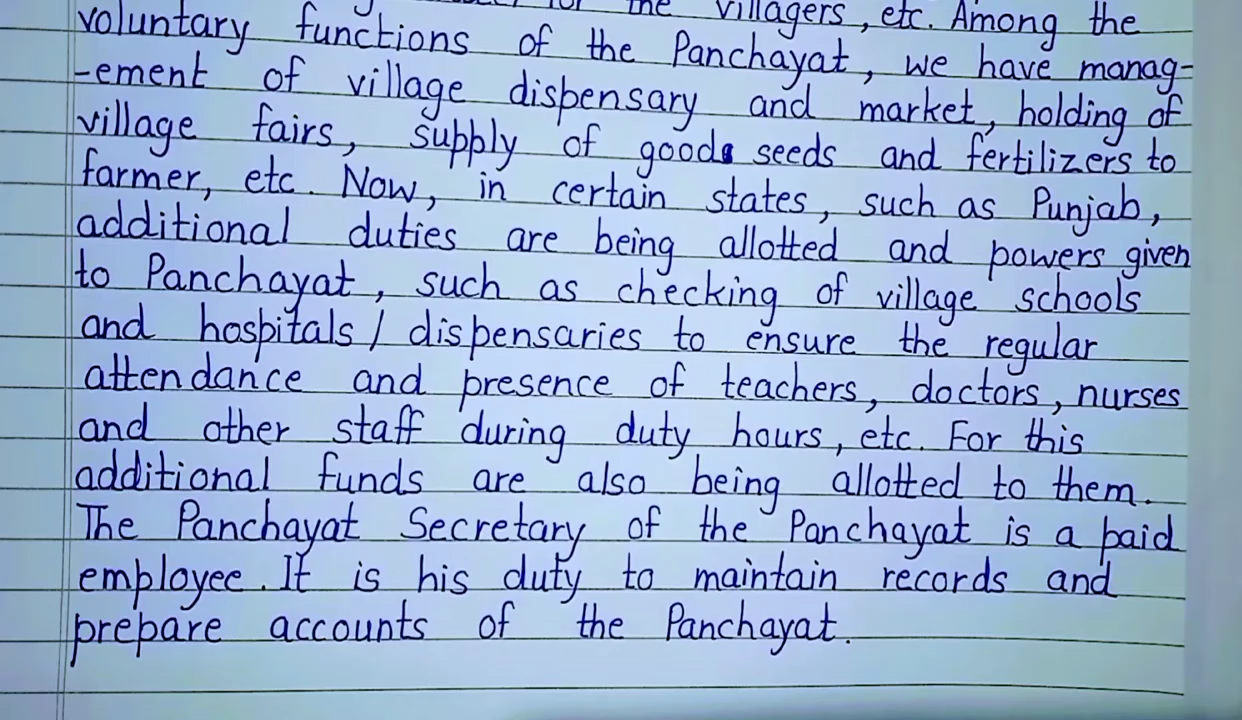 for the villagers, etc. Among the
voluntary functions of the Panchayat, we have manag-
-ement of village dispensary and market, holding of
village fairs, supply of goods seeds and fertilizers to
farmer, etc. Now, in certain states, such as Punjab,
additional duties are being allotted and powers given
to Panchayat, such as checking of village schools
and hospitals / dispensaries to ensure the regular
attendance and presence of teachers, doctors, nurses
and other staff during duty hours, etc. For this
additional funds are also being allotted to them.
The Panchayat Secretary of the Panchayat is a paid
employee. It is his duty to maintain records and
prepare accounts of the Panchayat.